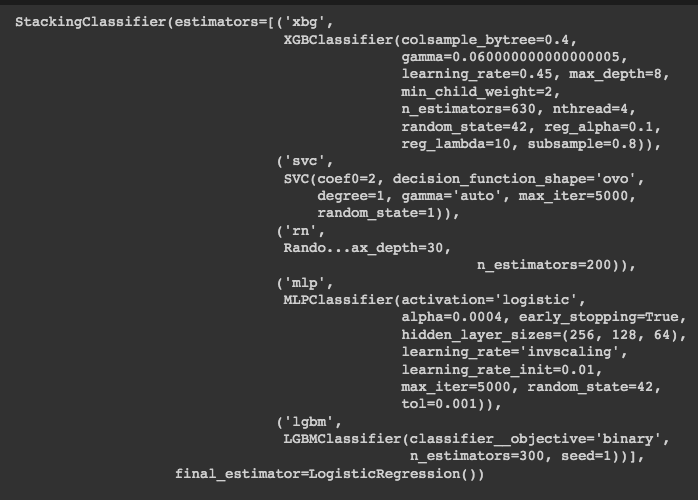 StackingClassifier(estimators=[('xbg',
XGBClassifier(colsample_bytree=0.4,
gamma=0.060000000000000005,
learning_rate=0.45, max_depth=8,
min_child_weight=2,
n_estimators=630, nthread=4,
random_state=42, reg_alpha=0.1,
reg_lambda=10, subsample=0.8)),
('svc',
SVC(coef0=2, decision_function_shape='ovo',
degree=1, gamma='auto', max_iter=5000,
random_state=1)),
('rn',
Rando...ax_depth=30,
n_estimators=200)),
('mlp',
MLPClassifier(activation='logistic',
alpha=0.0004, early_stopping=True,
hidden_layer_sizes=(256, 128, 64),
learning_rate='invscaling',
learning_rate_init=0.01,
max_iter=5000, random_state=42,
tol=0.001)),
('lgbm',
LGBMClassifier(classifier__objective='binary',
n_estimators=300, seed=1))],
final_estimator=LogisticRegression())